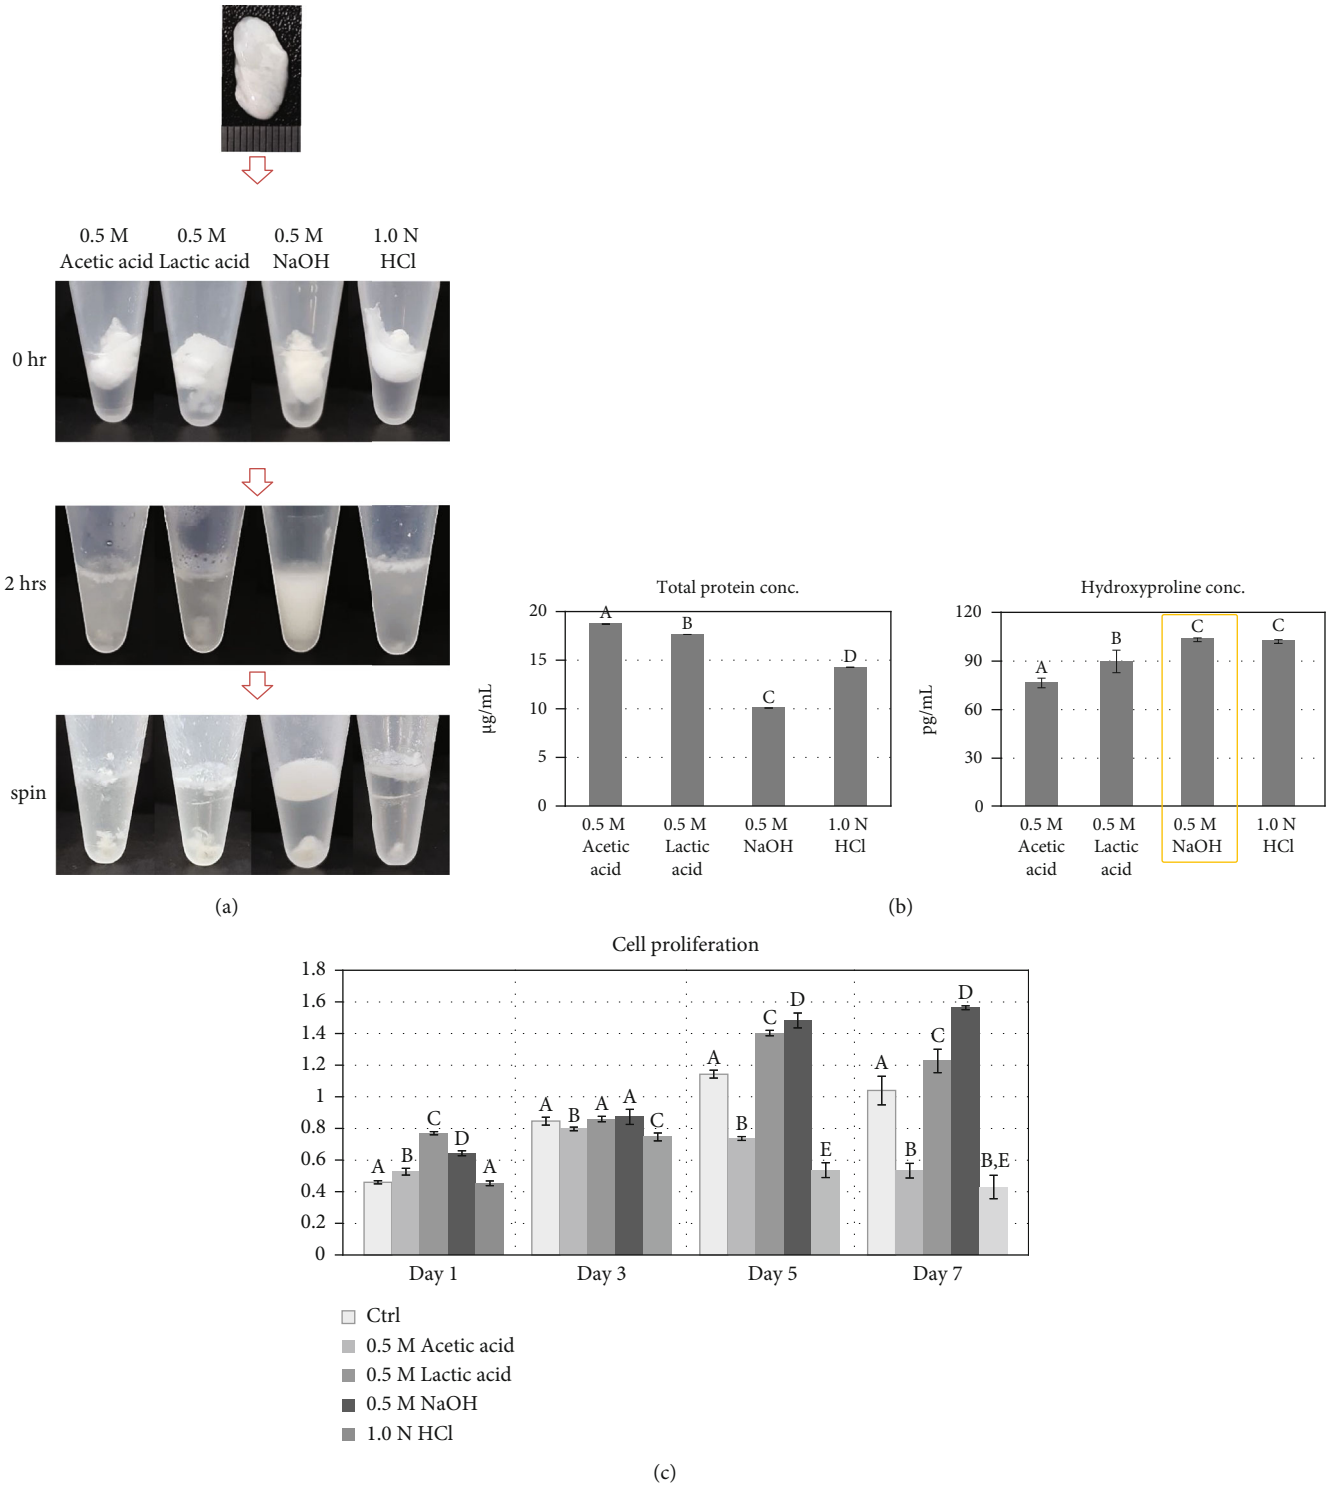 0.5 M
Acetic acid
0.5 M
Lactic acid
0.5 M
NaOH
1.0 N
HCl
0 hr
2 hrs
spin
(a)
Total protein conc.
μg/mL
20
15
10
5
0
A
B
C
D
0.5 M
Acetic
acid
0.5 M
Lactic
acid
0.5 M
NaOH
1.0 N
HCl
Hydroxyproline conc.
pg/mL
120
90
60
30
0
A
B
C
C
0.5 M
Acetic
acid
0.5 M
Lactic
acid
0.5 M
NaOH
1.0 N
HCl
(b)
Cell proliferation
1.8
1.6
1.4
1.2
1
0.8
0.6
0.4
0.2
0
A
B
C
D
A
A
B
A
A
C
A
B
C
D
E
A
B
C
D
B,E
Day 1
Day 3
Day 5
Day 7
Ctrl
0.5 M Acetic acid
0.5 M Lactic acid
0.5 M NaOH
1.0 N HCl
(c)